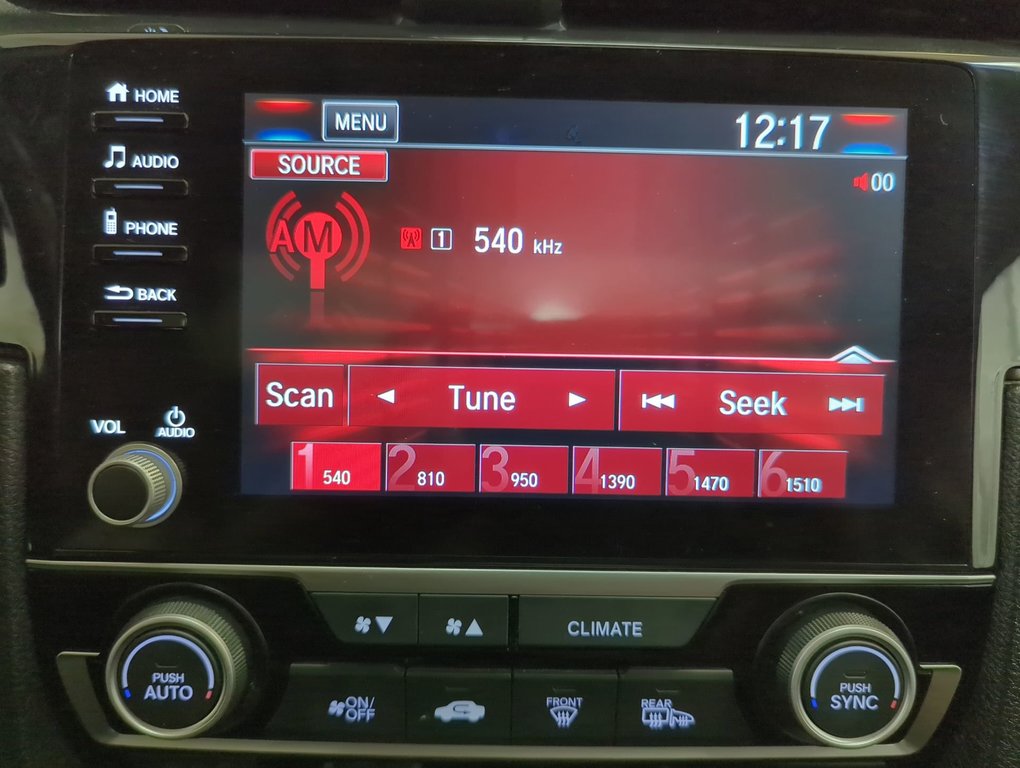 HOME
AUDIO
PHONE
BACK
VOL
AUDIO
MENU
12:17
SOURCE
00
AM
1 540 kHz
Scan
Tune
Seek
1 540
2 810
3 950
4 1390
5 1470
6 1510
CLIMATE
PUSH
AUTO
ON/
OFF
FRONT
REAR
PUSH
SYNC